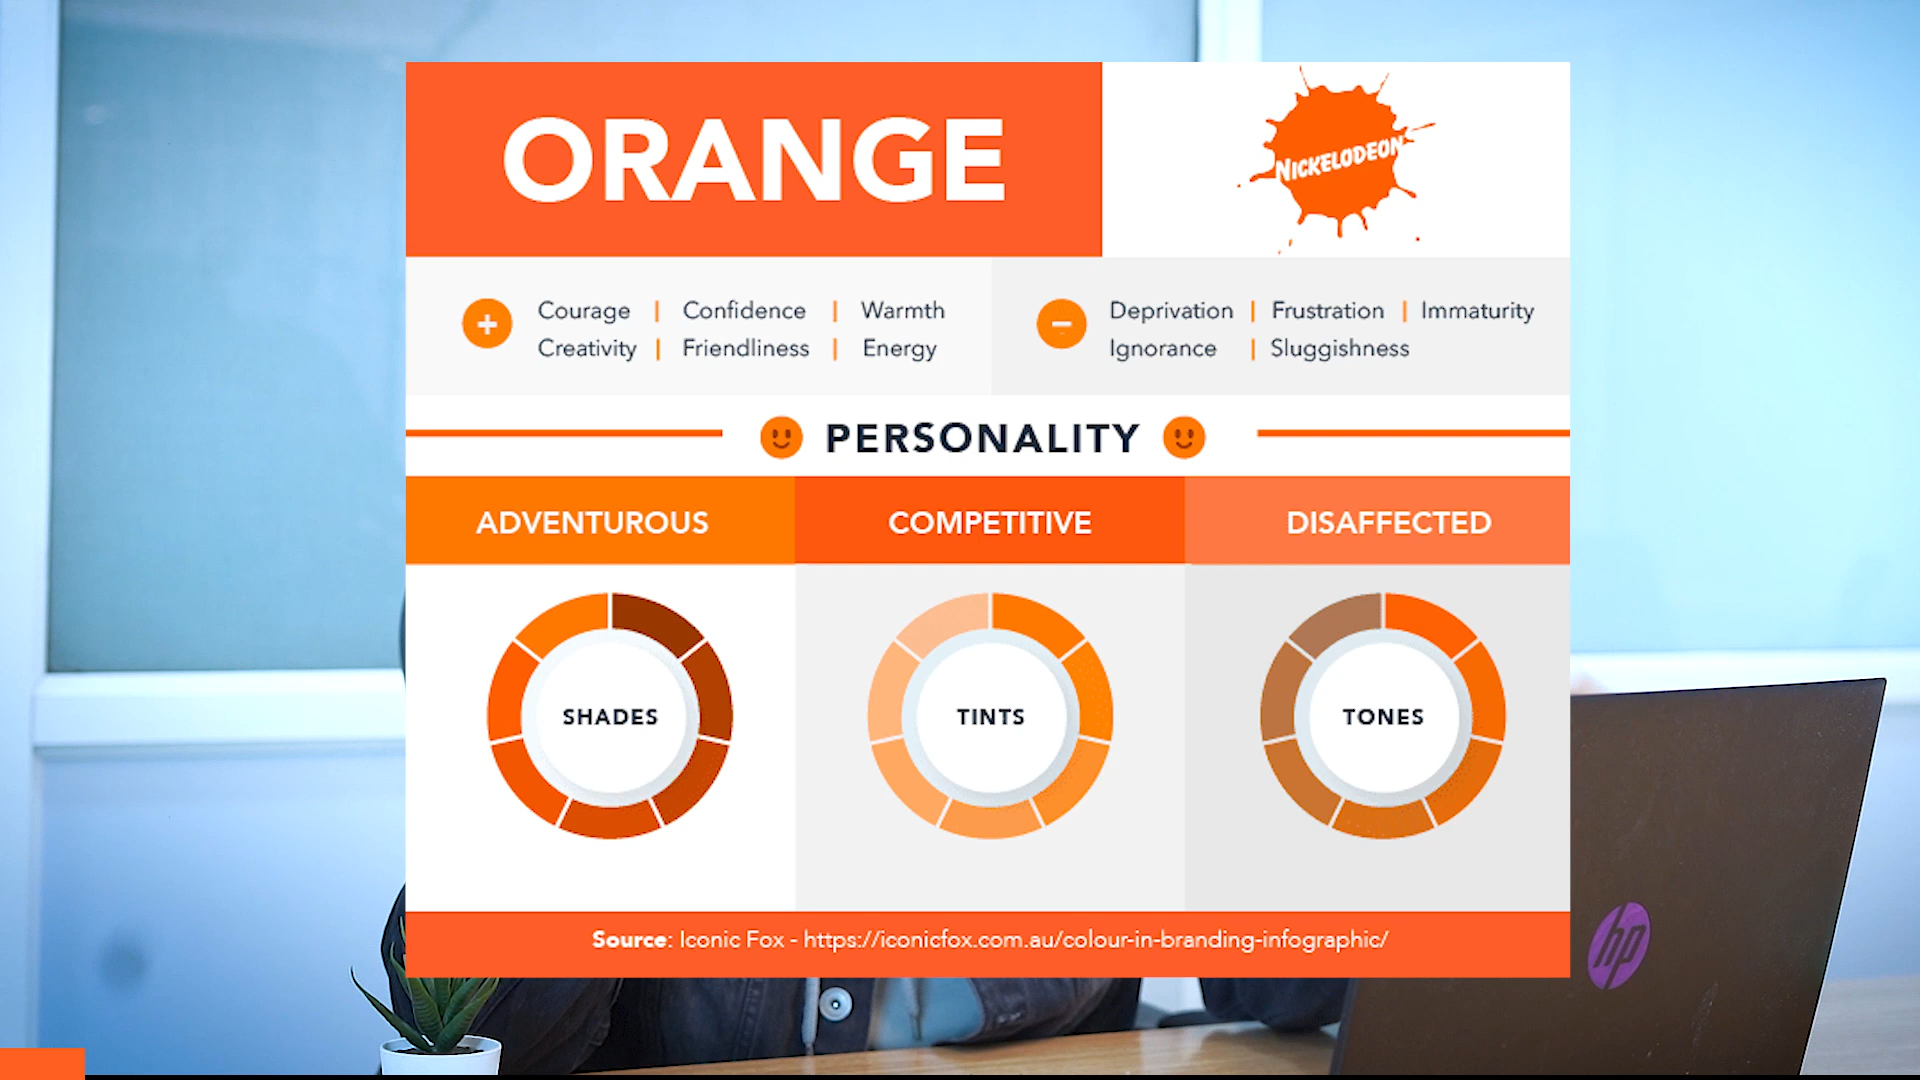 ORANGE
NICKELODEON
Courage | Confidence | Warmth
Creativity | Friendliness | Energy
Deprivation | Frustration | Immaturity
Ignorance | Sluggishness
PERSONALITY
ADVENTUROUS
COMPETITIVE
DISAFFECTED
SHADES
TINTS
TONES
Source: Iconic Fox - https://iconicfox.com.au/colour-in-branding-infographic/
hp